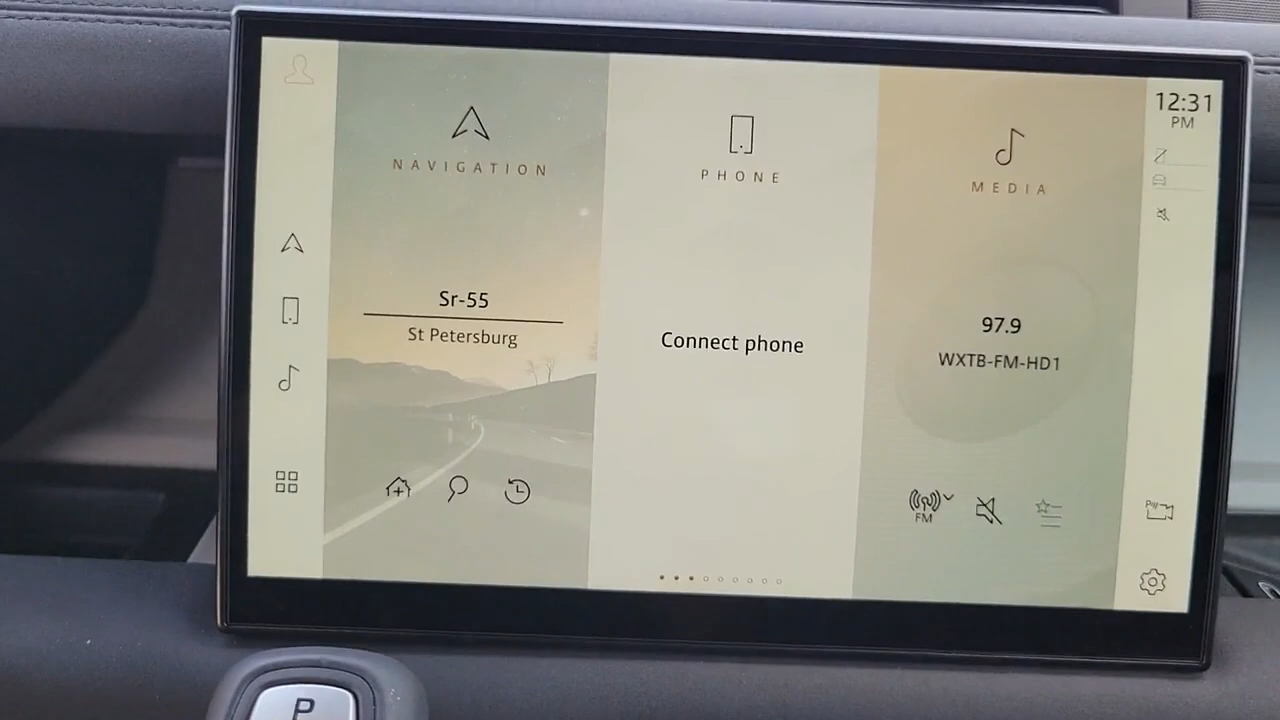 12:31
PM
NAVIGATION
PHONE
MEDIA
Sr-55
St Petersburg
Connect phone
97.9
WXTB-FM-HD1
FM
P